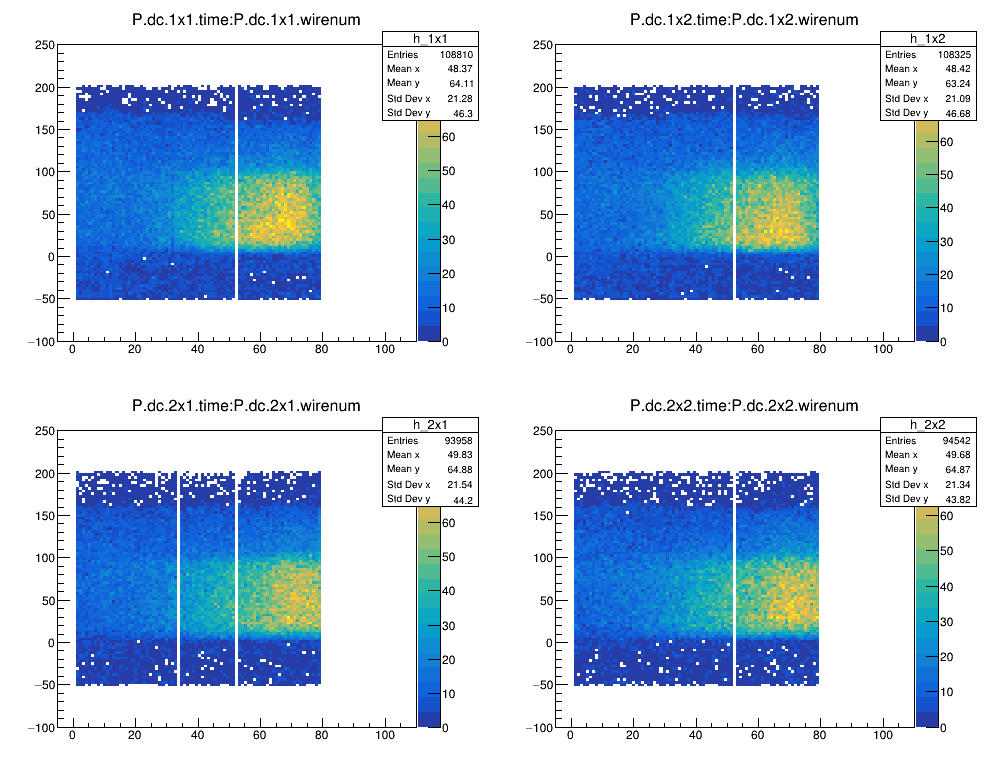 P.dc.1x1.time:P.dc.1x1.wirenum
h_1x1
Entries 108810
Mean x 48.37
Mean y 64.11
Std Dev x 21.28
Std Dev y 46.3
250
200
150
100
50
0
−50
−100
0 20 40 60 80 100
60
50
40
30
20
10
0
P.dc.1x2.time:P.dc.1x2.wirenum
h_1x2
Entries 108325
Mean x 48.42
Mean y 63.24
Std Dev x 21.09
Std Dev y 46.68
250
200
150
100
50
0
−50
−100
0 20 40 60 80 100
60
50
40
30
20
10
0
P.dc.2x1.time:P.dc.2x1.wirenum
h_2x1
Entries 93958
Mean x 49.83
Mean y 64.88
Std Dev x 21.54
Std Dev y 44.2
250
200
150
100
50
0
−50
−100
0 20 40 60 80 100
60
50
40
30
20
10
0
P.dc.2x2.time:P.dc.2x2.wirenum
h_2x2
Entries 94542
Mean x 49.68
Mean y 64.87
Std Dev x 21.34
Std Dev y 43.82
250
200
150
100
50
0
−50
−100
0 20 40 60 80 100
60
50
40
30
20
10
0